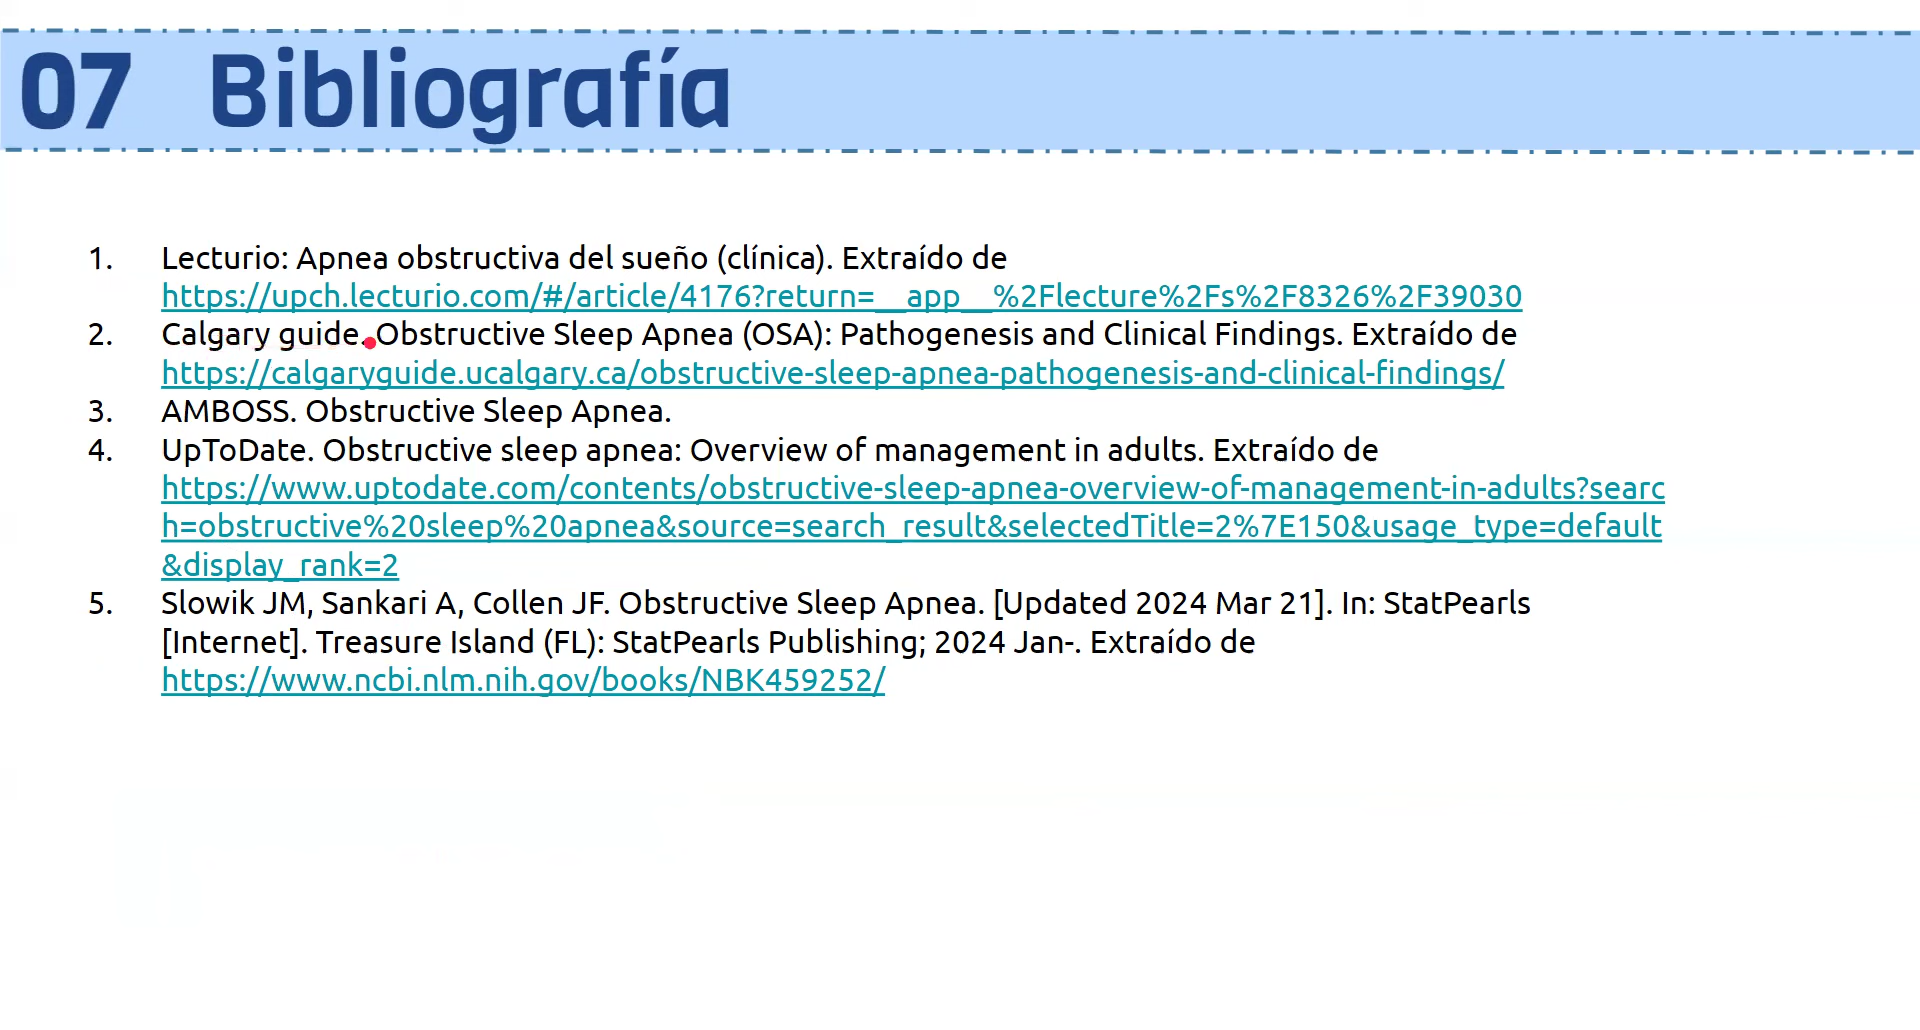 07 Bibliografía
1. Lecturio: Apnea obstructiva del sueño (clínica). Extraído de
https://upch.lecturio.com/#/article/4176?return=__app__%2Flecture%2Fs%2F8326%2F39030
2. Calgary guide. Obstructive Sleep Apnea (OSA): Pathogenesis and Clinical Findings. Extraído de
https://calgaryguide.ucalgary.ca/obstructive-sleep-apnea-pathogenesis-and-clinical-findings/
3. AMBOSS. Obstructive Sleep Apnea.
4. UpToDate. Obstructive sleep apnea: Overview of management in adults. Extraído de
https://www.uptodate.com/contents/obstructive-sleep-apnea-overview-of-management-in-adults?searc
h=obstructive%20sleep%20apnea&source=search_result&selectedTitle=2%7E150&usage_type=default
&display_rank=2
5. Slowik JM, Sankari A, Collen JF. Obstructive Sleep Apnea. [Updated 2024 Mar 21]. In: StatPearls
[Internet]. Treasure Island (FL): StatPearls Publishing; 2024 Jan-. Extraído de
https://www.ncbi.nlm.nih.gov/books/NBK459252/